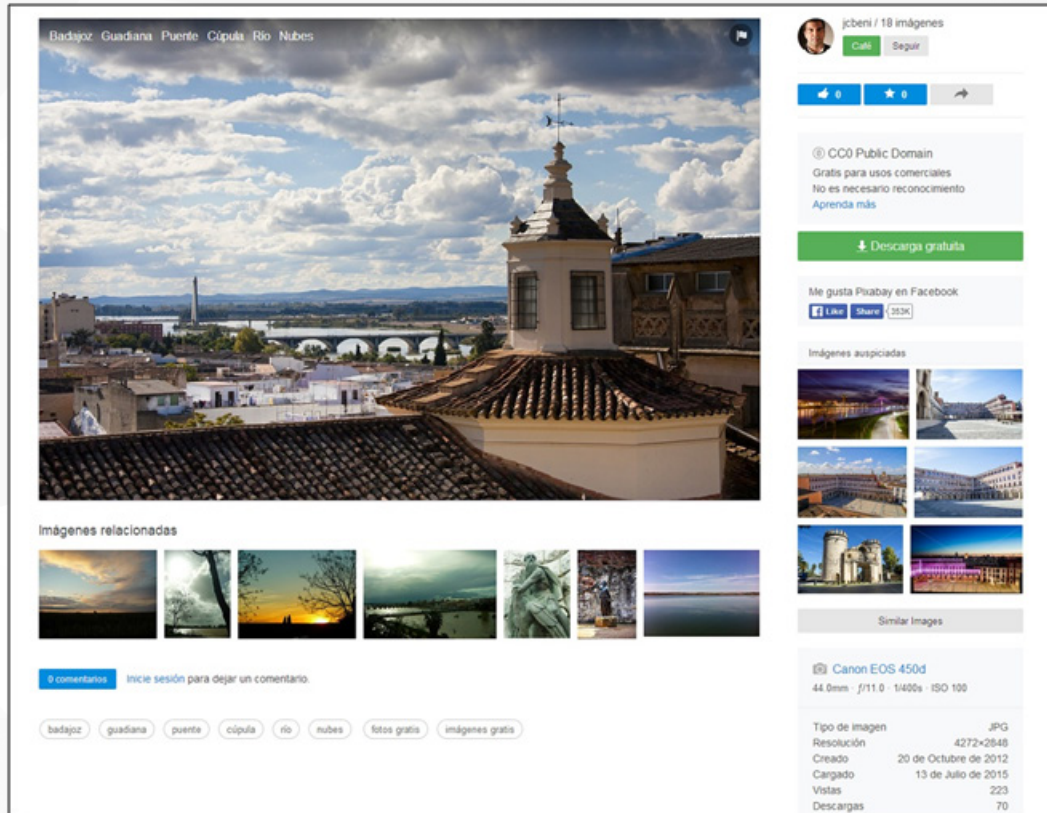 Badajoz Guadiana Puente Cúpula Río Nubes
jcbeni / 18 imágenes
Café Seguir
0 0
CC0 Public Domain
Gratis para usos comerciales
No es necesario reconocimiento
Aprenda más
Descarga gratuita
Me gusta Pixabay en Facebook
Like Share 353K
Imágenes auspiciadas
Similar Images
Canon EOS 450d
44.0mm · ƒ/11.0 · 1/400s · ISO 100
Tipo de imagen JPG
Resolución 4272×2848
Creado 20 de Octubre de 2012
Cargado 13 de Julio de 2015
Vistas 223
Descargas 70
Imágenes relacionadas
0 comentarios Inicie sesión para dejar un comentario.
badajoz guadiana puente cúpula río nubes fotos gratis imágenes gratis